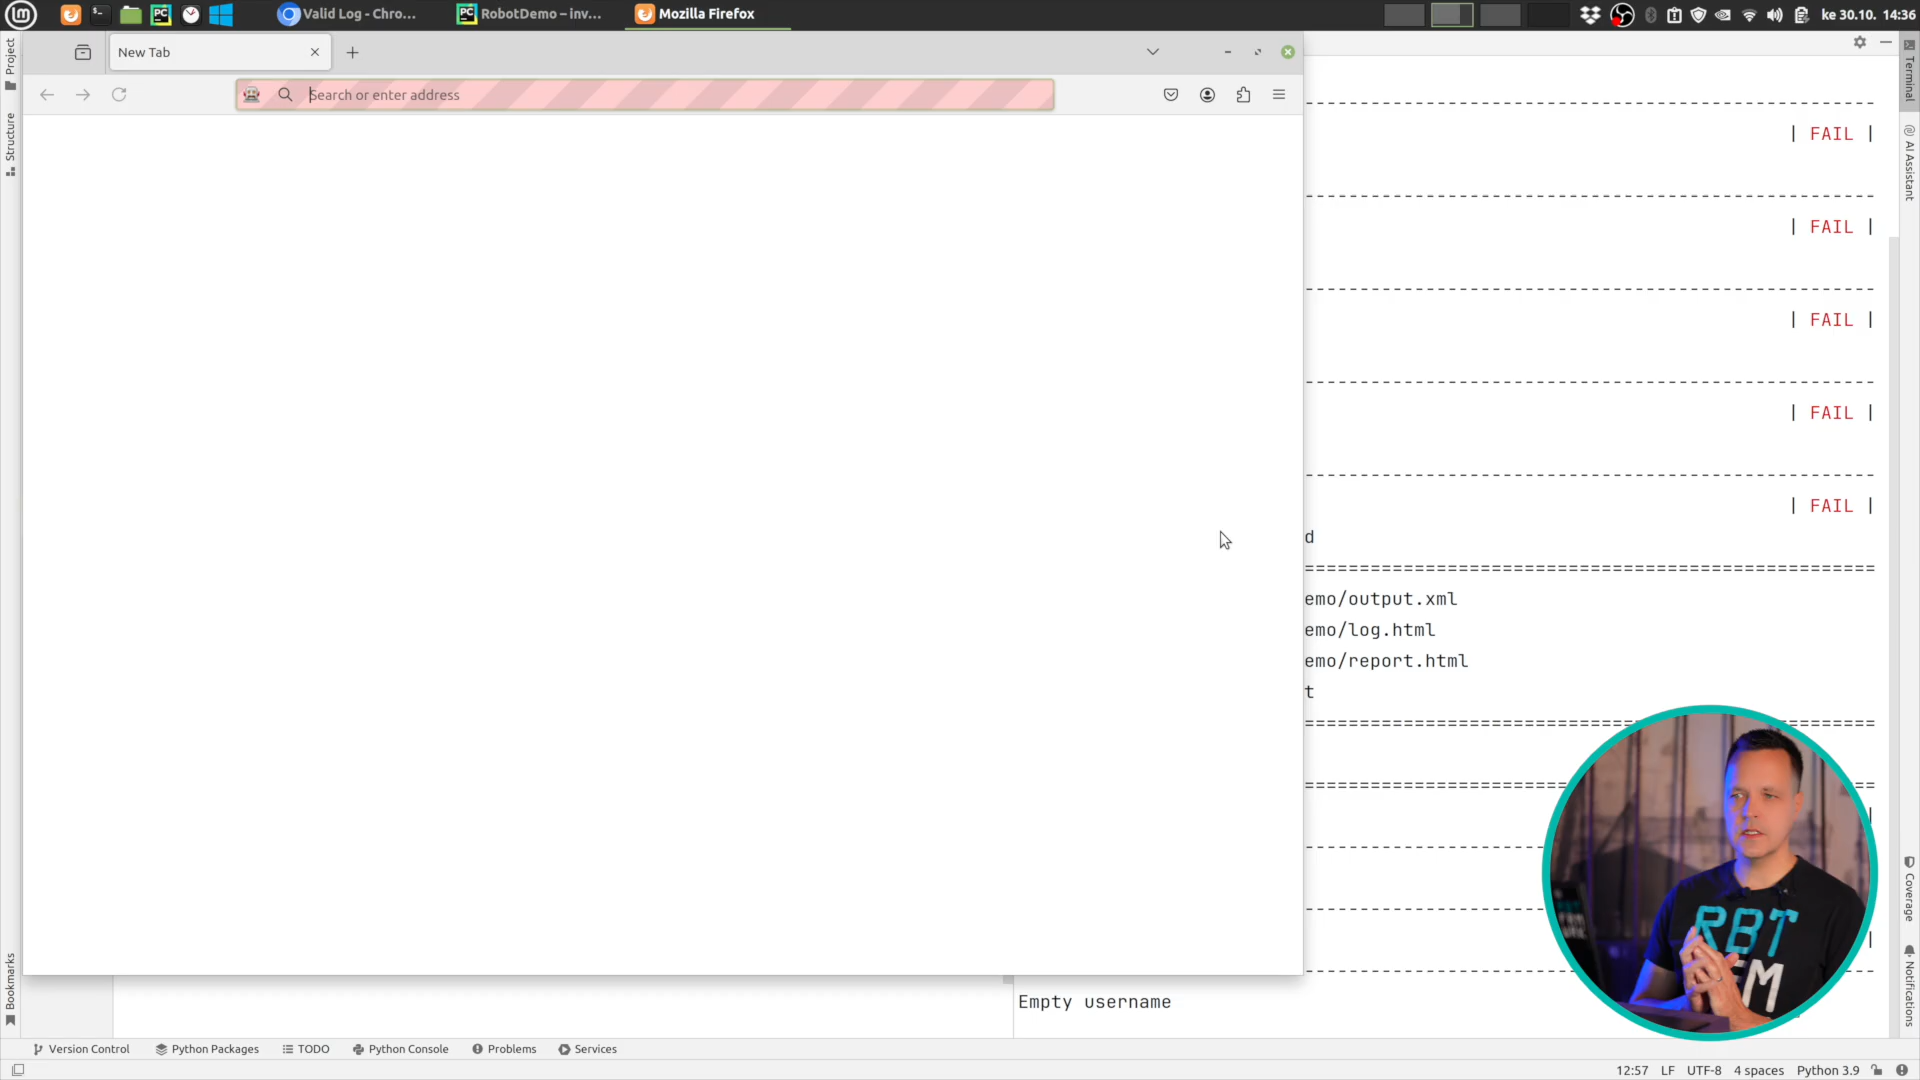 Valid Log - Chro...
RobotDemo – inv...
Mozilla Firefox
ke 30.10. 14:36
New Tab
Search or enter address
Project
Structure
Bookmarks
Terminal
AI Assistant
Coverage
Notifications
------------------------------------------------------
| FAIL |
------------------------------------------------------
| FAIL |
------------------------------------------------------
| FAIL |
------------------------------------------------------
| FAIL |
------------------------------------------------------
| FAIL |
d
======================================================
emo/output.xml
emo/log.html
emo/report.html
t
======================================================
RBT
FM
Empty username
Version Control
Python Packages
TODO
Python Console
Problems
Services
12:57 LF UTF-8 4 spaces Python 3.9